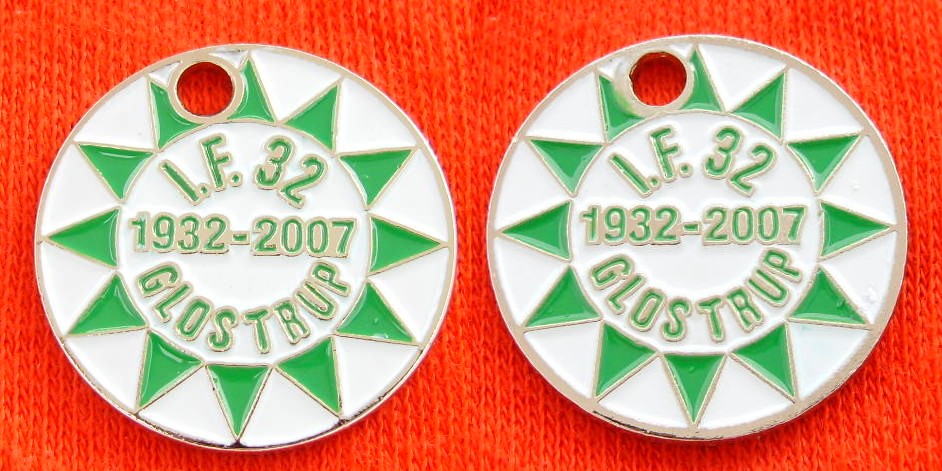 I.F. 32
1932-2007
GLOSTRUP
I.F. 32
1932-2007
GLOSTRUP